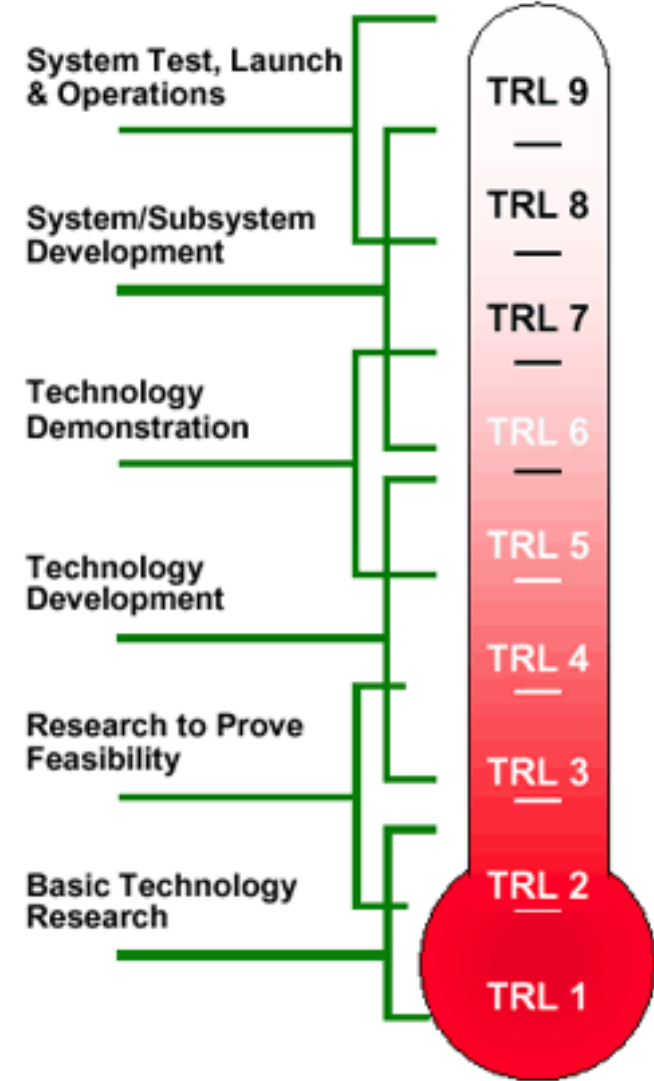 System Test, Launch
& Operations
System/Subsystem
Development
Technology
Demonstration
Technology
Development
Research to Prove
Feasibility
Basic Technology
Research
TRL 9
TRL 8
TRL 7
TRL 6
TRL 5
TRL 4
TRL 3
TRL 2
TRL 1